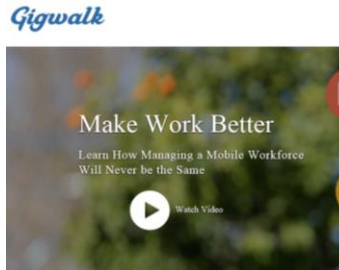 Gigwalk
Make Work Better
Learn How Managing a Mobile Workforce
Will Never be the Same
Watch Video